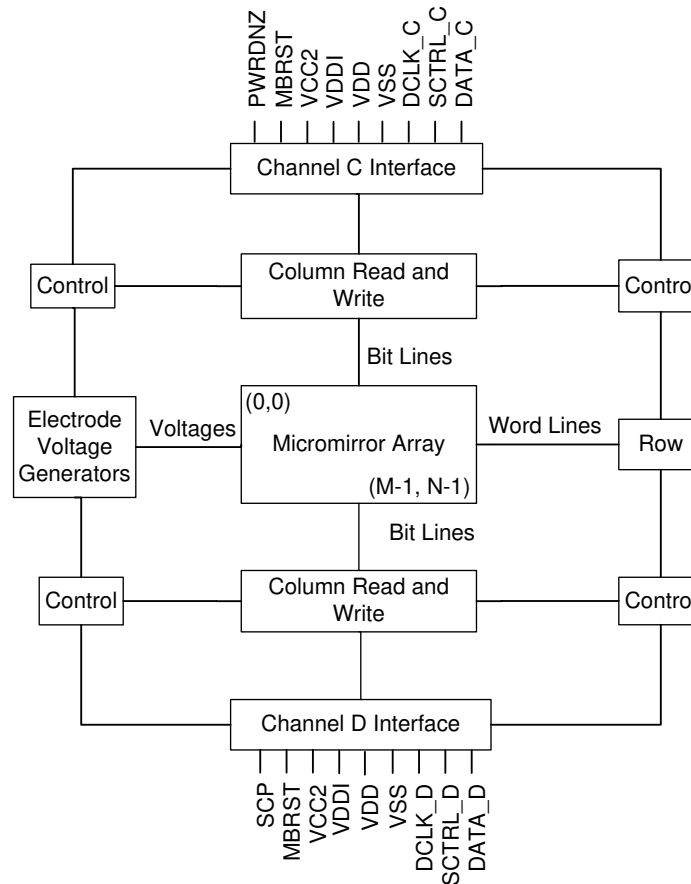 PWRDNZ
MBRST
VCC2
VDDI
VDD
VSS
DCLK_C
SCTRL_C
DATA_C
Channel C Interface
Control
Column Read and
Write
Control
Bit Lines
Electrode
Voltage
Generators
Voltages
(0,0)
Micromirror Array
(M-1, N-1)
Word Lines
Row
Bit Lines
Control
Column Read and
Write
Control
Channel D Interface
SCP
MBRST
VCC2
VDDI
VDD
VSS
DCLK_D
SCTRL_D
DATA_D